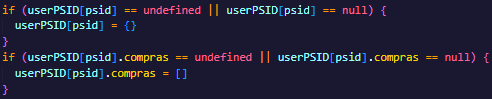 if (userPSID[psid] == undefined || userPSID[psid] == null) {
  userPSID[psid] = {}
}
if (userPSID[psid].compras == undefined || userPSID[psid].compras == null) {
  userPSID[psid].compras = []
}